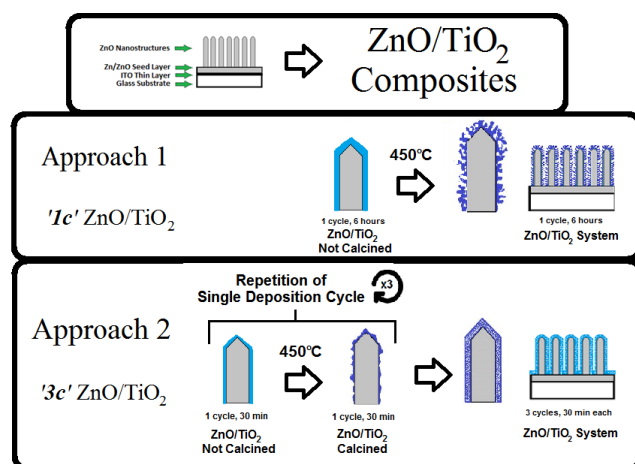 ZnO Nanostructures
Zn/ZnO Seed Layer
ITO Thin Layer
Glass Substrate
ZnO/TiO₂
Composites
Approach 1
'1c' ZnO/TiO₂
450℃
1 cycle, 6 hours
ZnO/TiO₂
Not Calcined
1 cycle, 6 hours
ZnO/TiO₂ System
Approach 2
'3c' ZnO/TiO₂
Repetition of
Single Deposition Cycle
x3
450℃
1 cycle, 30 min
ZnO/TiO₂
Not Calcined
1 cycle, 30 min
ZnO/TiO₂
Calcined
3 cycles, 30 min each
ZnO/TiO₂ System